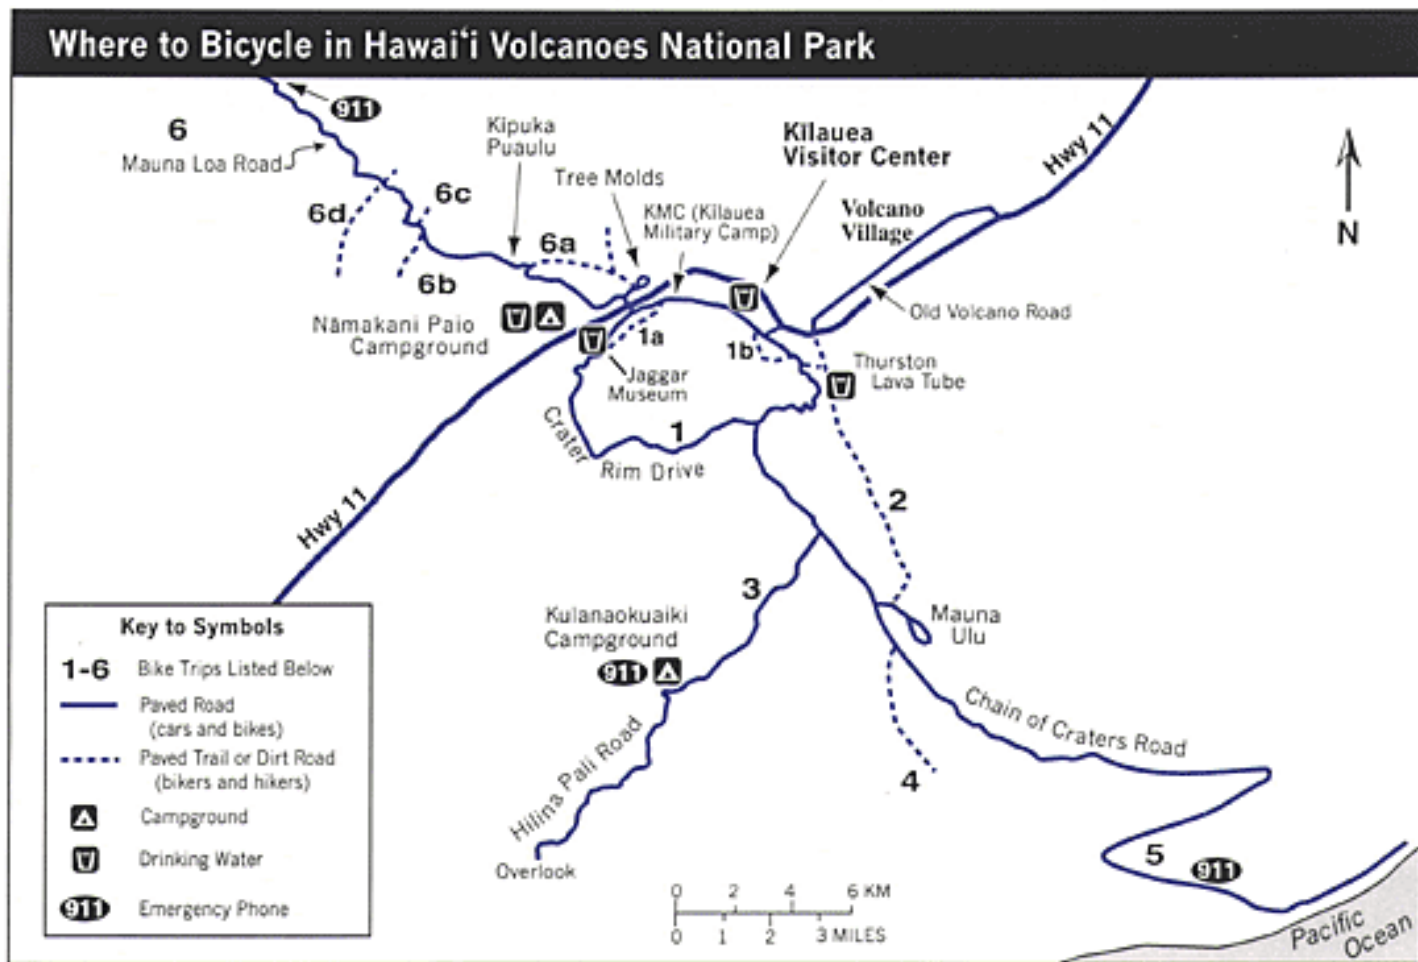 Where to Bicycle in Hawai‘i Volcanoes National Park
911
6
Mauna Loa Road
Kīpuka
Puaulu
Tree Molds
KMC (Kīlauea
Military Camp)
Kīlauea
Visitor Center
Volcano
Village
Hwy 11
N
6d
6c
6a
6b
Nāmakani Paio
Campground
1a
1b
Old Volcano Road
Jaggar
Museum
Thurston
Lava Tube
Crater
Rim Drive
1
Hwy 11
2
3
Kulanaokuaiki
Campground
911
Mauna
Ulu
Hilina Pali Road
Overlook
Chain of Craters Road
4
5
911
Pacific
Ocean
Key to Symbols
1-6 Bike Trips Listed Below
Paved Road
(cars and bikes)
Paved Trail or Dirt Road
(bikers and hikers)
Campground
Drinking Water
911 Emergency Phone
0 2 4 6 KM
0 1 2 3 MILES